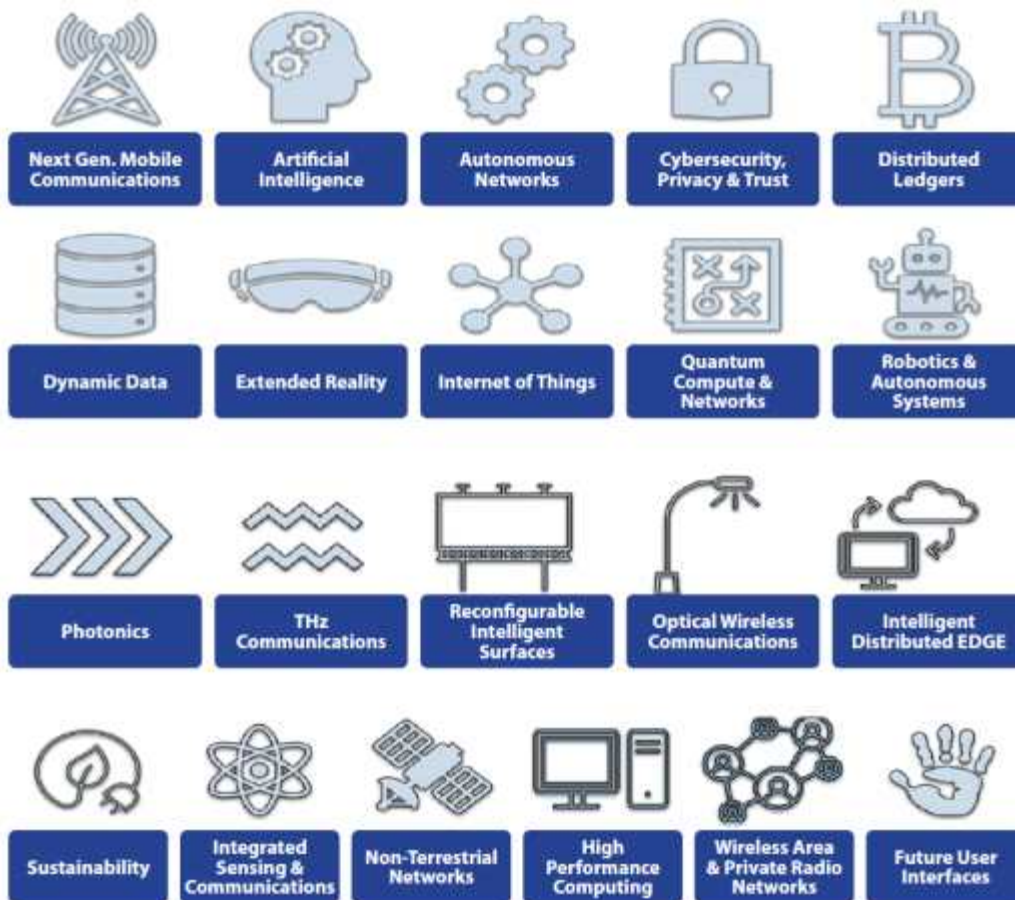 Next Gen. Mobile
Communications
Artificial
Intelligence
Autonomous
Networks
Cybersecurity,
Privacy & Trust
Distributed
Ledgers
Dynamic Data
Extended Reality
Internet of Things
Quantum
Compute &
Networks
Robotics &
Autonomous
Systems
Photonics
THz
Communications
Reconfigurable
Intelligent
Surfaces
Optical Wireless
Communications
Intelligent
Distributed EDGE
Sustainability
Integrated
Sensing &
Communications
Non-Terrestrial
Networks
High
Performance
Computing
Wireless Area
& Private Radio
Networks
Future User
Interfaces